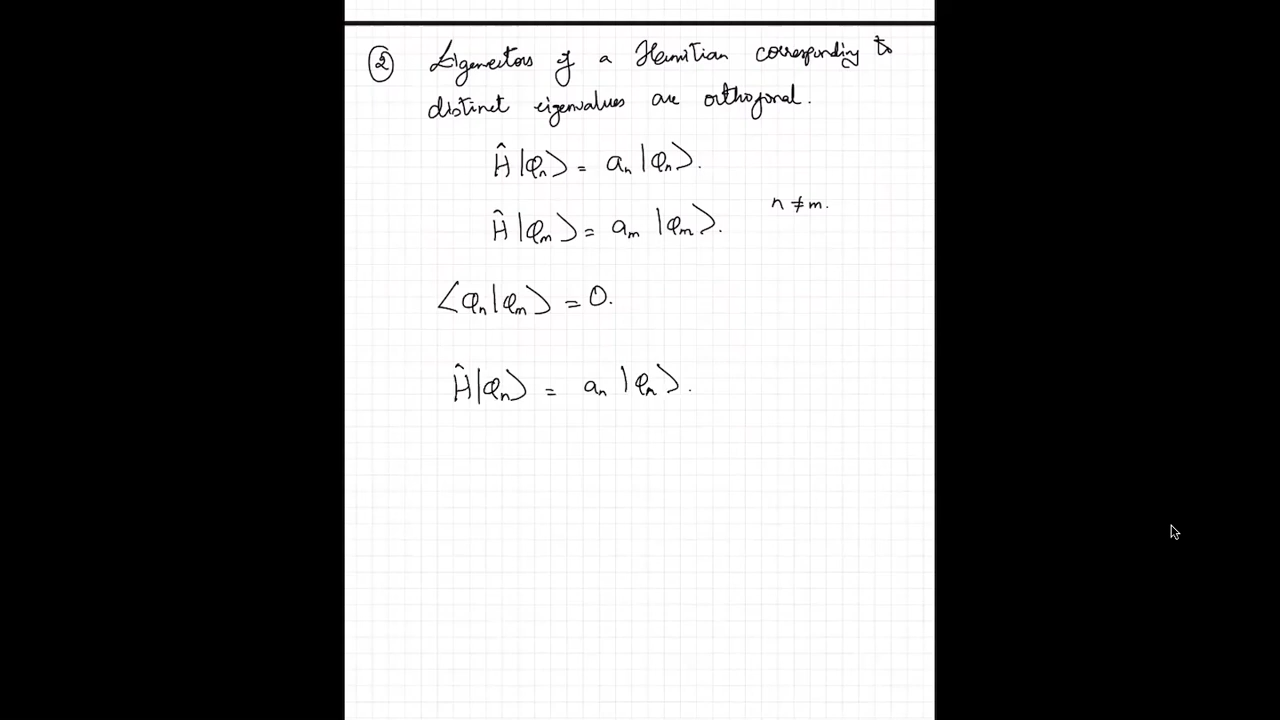 ② Eigenvectors of a Hermitian corresponding to
distinct eigenvalues are orthogonal.
Ĥ|φₙ⟩ = aₙ|φₙ⟩.
n ≠ m.
Ĥ|φₘ⟩ = aₘ |φₘ⟩.
⟨φₙ|φₘ⟩ = 0.
Ĥ|φₙ⟩ = aₙ |φₙ⟩.